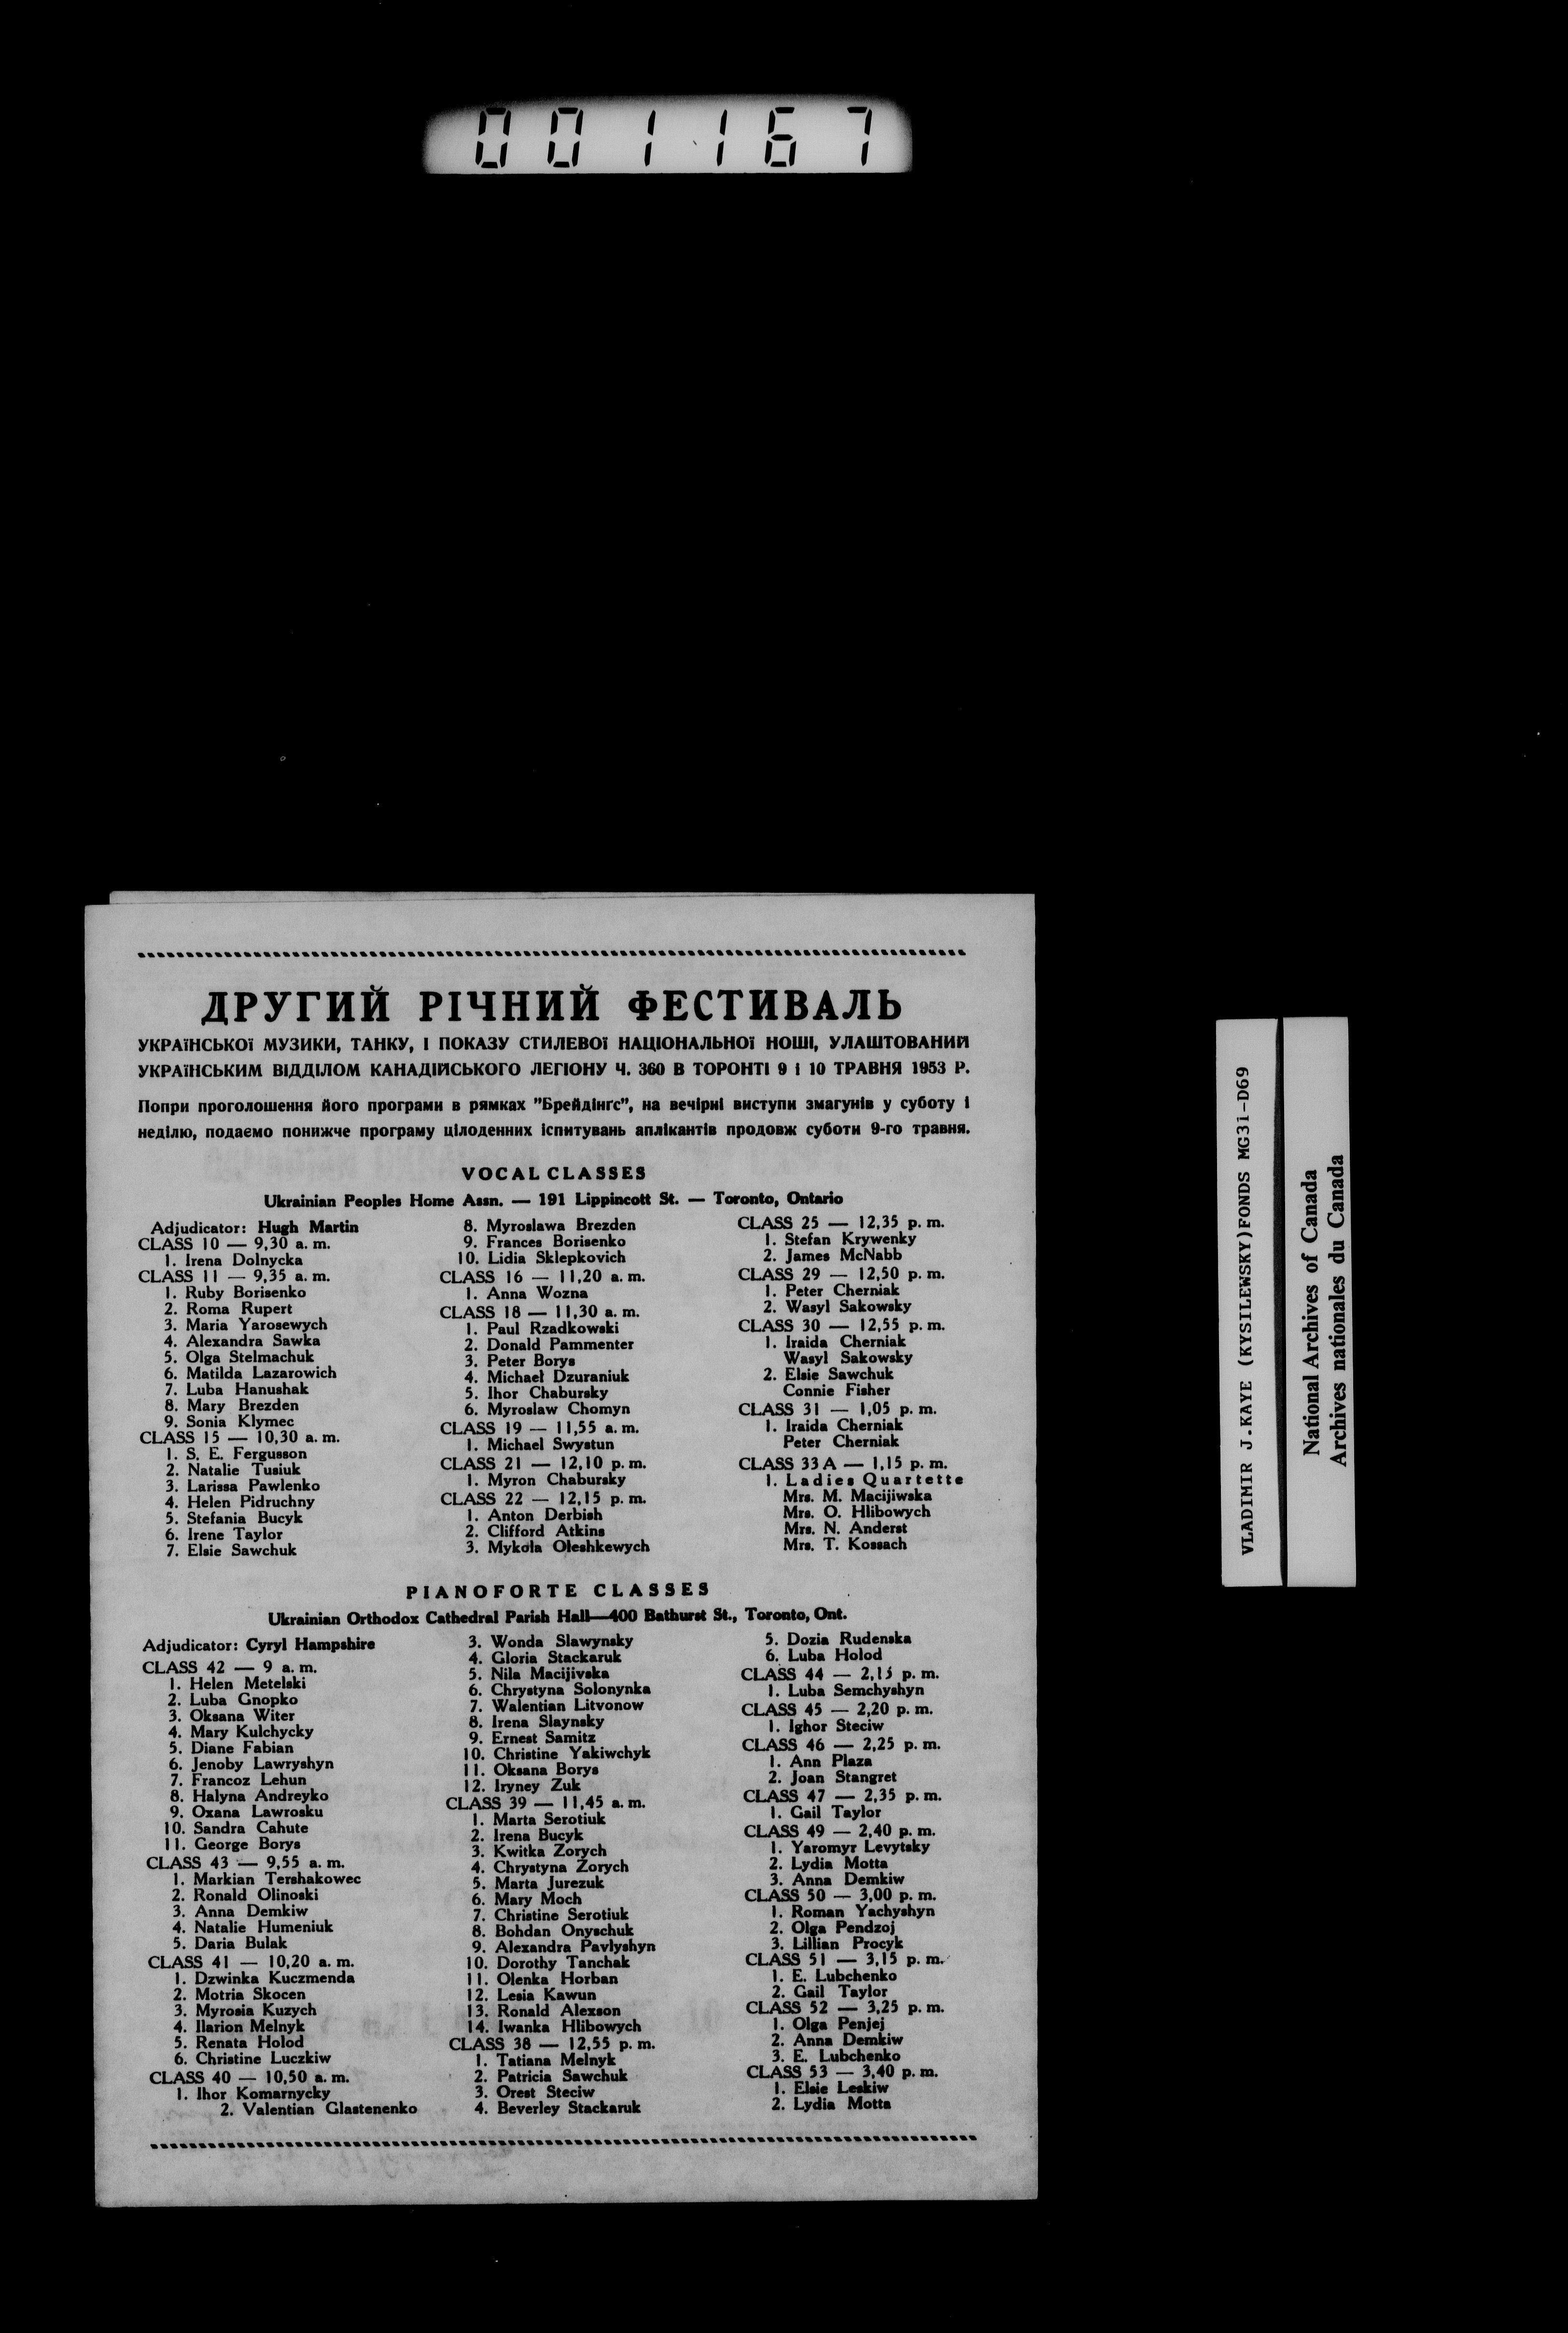 001167
ДРУГИЙ РІЧНИЙ ФЕСТИВАЛЬ
УКРАЇНСЬКОЇ МУЗИКИ, ТАНКУ, І ПОКАЗУ СТИЛЕВОЇ НАЦІОНАЛЬНОЇ НОШІ, УЛАШТОВАНИЙ
УКРАЇНСЬКИМ ВІДДІЛОМ КАНАДІЙСЬКОГО ЛЕГІОНУ Ч. 360 В ТОРОНТІ 9 І 10 ТРАВНЯ 1953 Р.
Попри проголошення його програми в рямках "Брейдінґс", на вечірні виступи змагунів у суботу і
неділю, подаємо понижче програму цілоденних іспитувань аплікантів продовж суботи 9-го травня.
VOCAL CLASSES
Ukrainian Peoples Home Assn. — 191 Lippincott St. — Toronto, Ontario
Adjudicator: Hugh Martin
CLASS 10 — 9,30 a. m.
1. Irena Dolnycka
CLASS 11 — 9,35 a. m.
1. Ruby Borisenko
2. Roma Rupert
3. Maria Yarosewych
4. Alexandra Sawka
5. Olga Stelmachuk
6. Matilda Lazarowich
7. Luba Hanushak
8. Mary Brezden
9. Sonia Klymec
CLASS 15 — 10,30 a. m.
1. S. E. Fergusson
2. Natalie Tusiuk
3. Larissa Pawlenko
4. Helen Pidruchny
5. Stefania Bucyk
6. Irene Taylor
7. Elsie Sawchuk
8. Myroslawa Brezden
9. Frances Borisenko
10. Lidia Sklepkovich
CLASS 16 — 11,20 a. m.
1. Anna Wozna
CLASS 18 — 11,30 a. m.
1. Paul Rzadkowski
2. Donald Pammenter
3. Peter Borys
4. Michael Dzuraniuk
5. Ihor Chabursky
6. Myroslaw Chomyn
CLASS 19 — 11,55 a. m.
1. Michael Swystun
CLASS 21 — 12,10 p. m.
1. Myron Chabursky
CLASS 22 — 12,15 p. m.
1. Anton Derbish
2. Clifford Atkins
3. Mykola Oleshkewych
CLASS 25 — 12,35 p. m.
1. Stefan Krywenky
2. James McNabb
CLASS 29 — 12,50 p. m.
1. Peter Cherniak
2. Wasyl Sakowsky
CLASS 30 — 12,55 p. m.
1. Iraida Cherniak
Wasyl Sakowsky
2. Elsie Sawchuk
Connie Fisher
CLASS 31 — 1,05 p. m.
1. Iraida Cherniak
Peter Cherniak
CLASS 33 A — 1,15 p. m.
1. Ladies Quartette
Mrs. M. Macijiwska
Mrs. O. Hlibowych
Mrs. N. Anderst
Mrs. T. Kossach
PIANOFORTE CLASSES
Ukrainian Orthodox Cathedral Parish Hall—400 Bathurst St., Toronto, Ont.
Adjudicator: Cyryl Hampshire
CLASS 42 — 9 a. m.
1. Helen Metelski
2. Luba Gnopko
3. Oksana Witer
4. Mary Kulchycky
5. Diane Fabian
6. Jenoby Lawryshyn
7. Francoz Lehun
8. Halyna Andreyko
9. Oxana Lawrosku
10. Sandra Cahute
11. George Borys
CLASS 43 — 9,55 a. m.
1. Markian Tershakowec
2. Ronald Olinoski
3. Anna Demkiw
4. Natalie Humeniuk
5. Daria Bulak
CLASS 41 — 10,20 a. m.
1. Dzwinka Kuczmenda
2. Motria Skocen
3. Myrosia Kuzych
4. Ilarion Melnyk
5. Renata Holod
6. Christine Luczkiw
CLASS 40 — 10,50 a. m.
1. Ihor Komarnycky
2. Valentian Glastenenko
3. Wonda Slawynsky
4. Gloria Stackaruk
5. Nila Macijivska
6. Chrystyna Solonynka
7. Walentian Litvonow
8. Irena Slaynsky
9. Ernest Samitz
10. Christine Yakiwchyk
11. Oksana Borys
12. Iryney Zuk
CLASS 39 — 11,45 a. m.
1. Marta Serotiuk
2. Irena Bucyk
3. Kwitka Zorych
4. Chrystyna Zorych
5. Marta Jurezuk
6. Mary Moch
7. Christine Serotiuk
8. Bohdan Onyschuk
9. Alexandra Pavlyshyn
10. Dorothy Tanchak
11. Olenka Horban
12. Lesia Kawun
13. Ronald Alexson
14. Iwanka Hlibowych
CLASS 38 — 12,55 p. m.
1. Tatiana Melnyk
2. Patricia Sawchuk
3. Orest Steciw
4. Beverley Stackaruk
5. Dozia Rudenska
6. Luba Holod
CLASS 44 — 2,15 p. m.
1. Luba Semchyshyn
CLASS 45 — 2,20 p. m.
1. Ighor Steciw
CLASS 46 — 2,25 p. m.
1. Ann Plaza
2. Joan Stangret
CLASS 47 — 2,35 p. m.
1. Gail Taylor
CLASS 49 — 2,40 p. m.
1. Yaromyr Levytsky
2. Lydia Motta
3. Anna Demkiw
CLASS 50 — 3,00 p. m.
1. Roman Yachyshyn
2. Olga Pendzoj
3. Lillian Procyk
CLASS 51 — 3,15 p. m.
1. E. Lubchenko
2. Gail Taylor
CLASS 52 — 3,25 p. m.
1. Olga Penjej
2. Anna Demkiw
3. E. Lubchenko
CLASS 53 — 3,40 p. m.
1. Elsie Leskiw
2. Lydia Motta
VLADIMIR J.KAYE (KYSILEWSKY)FONDS MG31-D69
National Archives of Canada
Archives nationales du Canada